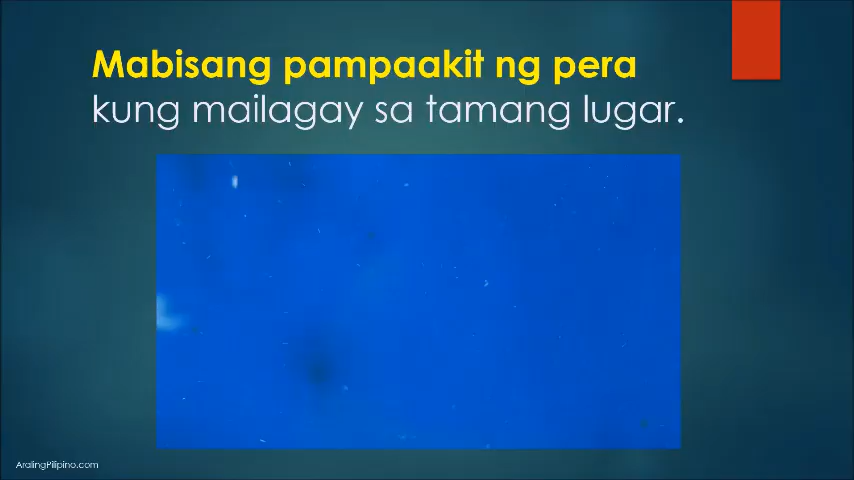 Mabisang pampaakit ng pera
kung mailagay sa tamang lugar.
AralingPilipino.com